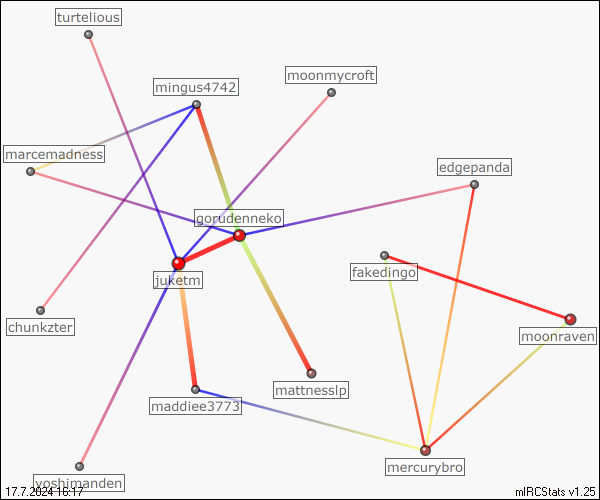 turtelious
moonmycroft
mingus4742
marcemadness
edgepanda
gorudenneko
fakedingo
juketm
chunkzter
moonraven
mattnesslp
maddiee3773
mercurybro
yoshimanden
17.7.2024 16:17
mIRCStats v1.25